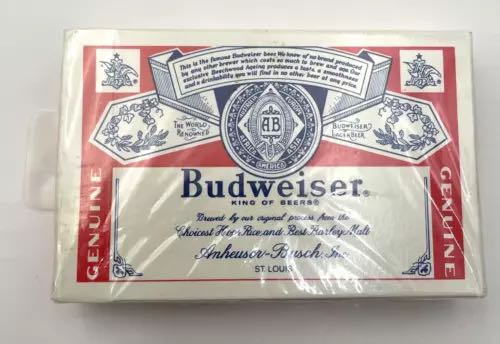 This is the famous Budweiser beer. We know of no brand produced
by any other brewer which costs so much to brew and age. Our
exclusive Beechwood Ageing produces a taste, a smoothness
and a drinkability you will find in no other beer at any price.
THE WORLD
RENOWNED
AB
AMERICA
BUDWEISER
LAGER BEER
Budweiser®
KING OF BEERS®
Brewed by our original process from the
Choicest Hops, Rice and Best Barley Malt
Anheuser-Busch, Inc.
ST. LOUIS
GENUINE
GENUINE